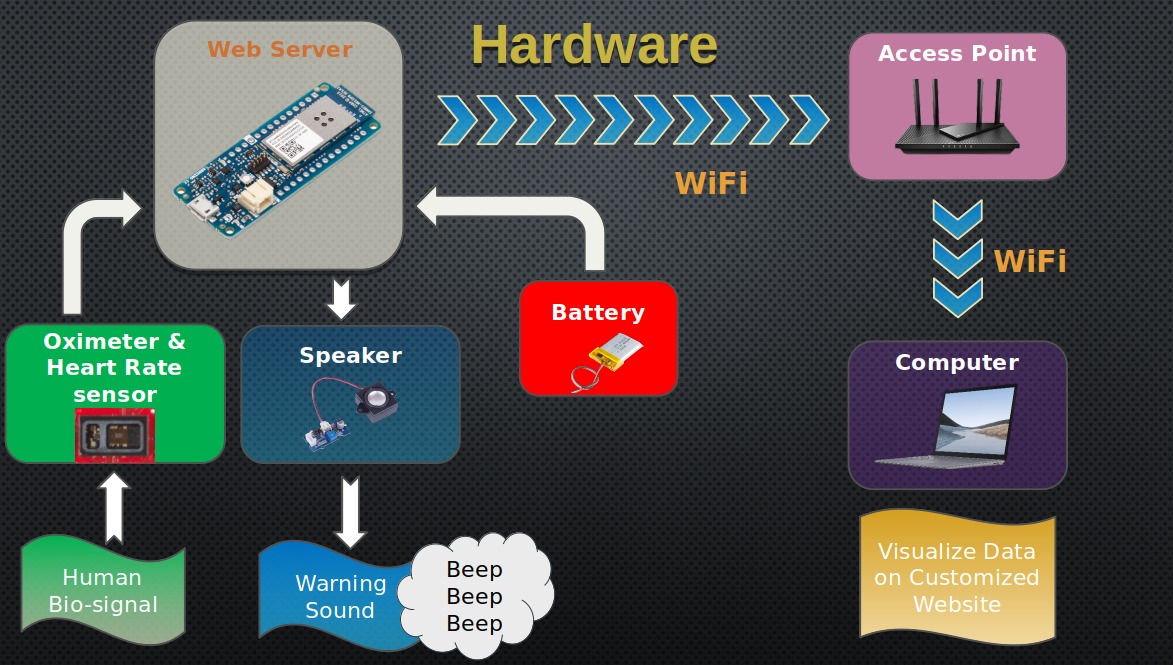 Hardware
Web Server
Access Point
WiFi
WiFi
Battery
Oximeter &
Heart Rate
sensor
Speaker
Computer
Human
Bio-signal
Warning
Sound
Beep
Beep
Beep
Visualize Data
on Customized
Website